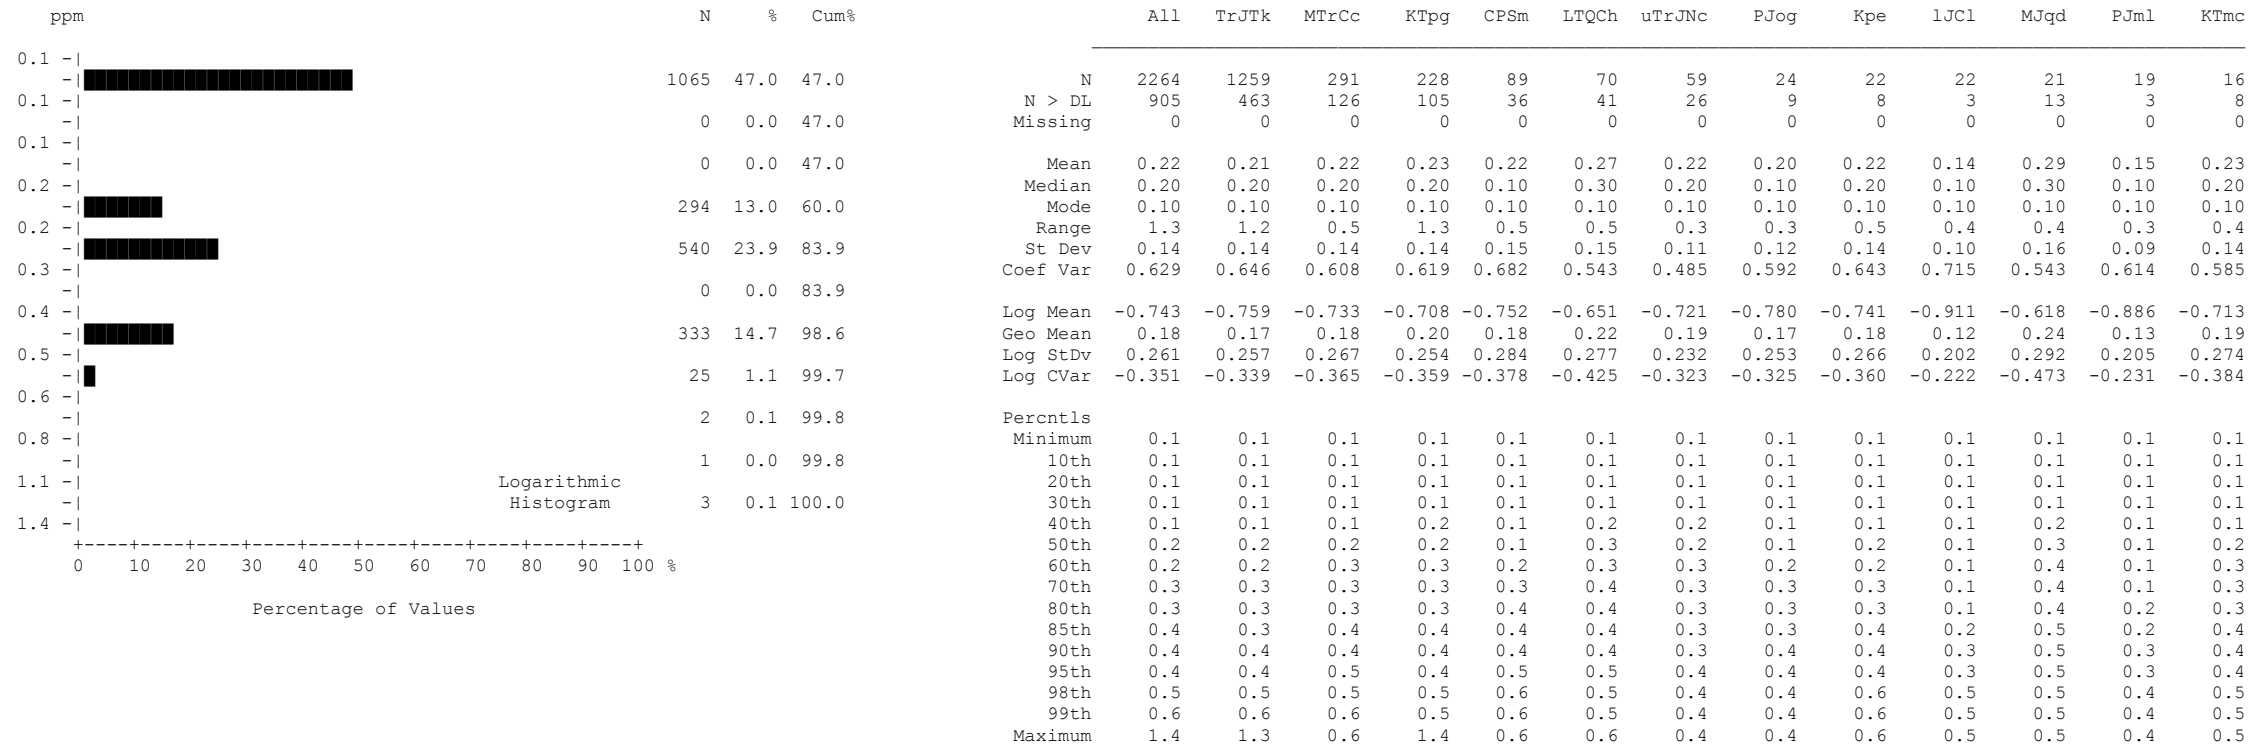 ppm N % Cum% All TrJTk MTrCc KTpg CPSm LTQCh uTrJNc PJog Kpe lJCl MJqd PJml KTmc
0.1 -|
-| 1065 47.0 47.0 N 2264 1259 291 228 89 70 59 24 22 22 21 19 16
0.1 -| N > DL 905 463 126 105 36 41 26 9 8 3 13 3 8
-| 0 0.0 47.0 Missing 0 0 0 0 0 0 0 0 0 0 0 0 0
0.1 -|
-| 0 0.0 47.0 Mean 0.22 0.21 0.22 0.23 0.22 0.27 0.22 0.20 0.22 0.14 0.29 0.15 0.23
0.2 -| Median 0.20 0.20 0.20 0.20 0.10 0.30 0.20 0.10 0.20 0.10 0.30 0.10 0.20
-| 294 13.0 60.0 Mode 0.10 0.10 0.10 0.10 0.10 0.10 0.10 0.10 0.10 0.10 0.10 0.10 0.10
0.2 -| Range 1.3 1.2 0.5 1.3 0.5 0.5 0.3 0.3 0.5 0.4 0.4 0.3 0.4
-| 540 23.9 83.9 St Dev 0.14 0.14 0.14 0.14 0.15 0.15 0.11 0.12 0.14 0.10 0.16 0.09 0.14
0.3 -| Coef Var 0.629 0.646 0.608 0.619 0.682 0.543 0.485 0.592 0.643 0.715 0.543 0.614 0.585
-| 0 0.0 83.9
0.4 -| Log Mean -0.743 -0.759 -0.733 -0.708 -0.752 -0.651 -0.721 -0.780 -0.741 -0.911 -0.618 -0.886 -0.713
-| 333 14.7 98.6 Geo Mean 0.18 0.17 0.18 0.20 0.18 0.22 0.19 0.17 0.18 0.12 0.24 0.13 0.19
0.5 -| Log StDv 0.261 0.257 0.267 0.254 0.284 0.277 0.232 0.253 0.266 0.202 0.292 0.205 0.274
-| 25 1.1 99.7 Log CVar -0.351 -0.339 -0.365 -0.359 -0.378 -0.425 -0.323 -0.325 -0.360 -0.222 -0.473 -0.231 -0.384
0.6 -|
-| 2 0.1 99.8 Percntls
0.8 -| Minimum 0.1 0.1 0.1 0.1 0.1 0.1 0.1 0.1 0.1 0.1 0.1 0.1 0.1
-| 1 0.0 99.8 10th 0.1 0.1 0.1 0.1 0.1 0.1 0.1 0.1 0.1 0.1 0.1 0.1 0.1
1.1 -| Logarithmic 20th 0.1 0.1 0.1 0.1 0.1 0.1 0.1 0.1 0.1 0.1 0.1 0.1 0.1
-| Histogram 3 0.1 100.0 30th 0.1 0.1 0.1 0.1 0.1 0.1 0.1 0.1 0.1 0.1 0.1 0.1 0.1
1.4 -| 40th 0.1 0.1 0.1 0.2 0.1 0.2 0.2 0.1 0.1 0.1 0.2 0.1 0.1
+----+----+----+----+----+----+----+----+----+----+ 50th 0.2 0.2 0.2 0.2 0.1 0.3 0.2 0.1 0.2 0.1 0.3 0.1 0.2
0 10 20 30 40 50 60 70 80 90 100 % 60th 0.2 0.2 0.3 0.3 0.2 0.3 0.3 0.2 0.2 0.1 0.4 0.1 0.3
70th 0.3 0.3 0.3 0.3 0.3 0.4 0.3 0.3 0.3 0.1 0.4 0.1 0.3
Percentage of Values 80th 0.3 0.3 0.3 0.3 0.4 0.4 0.3 0.3 0.3 0.1 0.4 0.2 0.3
85th 0.4 0.3 0.4 0.4 0.4 0.4 0.3 0.3 0.4 0.2 0.5 0.2 0.4
90th 0.4 0.4 0.4 0.4 0.4 0.4 0.3 0.4 0.4 0.3 0.5 0.3 0.4
95th 0.4 0.4 0.5 0.4 0.5 0.5 0.4 0.4 0.4 0.3 0.5 0.3 0.4
98th 0.5 0.5 0.5 0.5 0.6 0.5 0.4 0.4 0.6 0.5 0.5 0.4 0.5
99th 0.6 0.6 0.6 0.5 0.6 0.5 0.4 0.4 0.6 0.5 0.5 0.4 0.5
Maximum 1.4 1.3 0.6 1.4 0.6 0.6 0.4 0.4 0.6 0.5 0.5 0.4 0.5